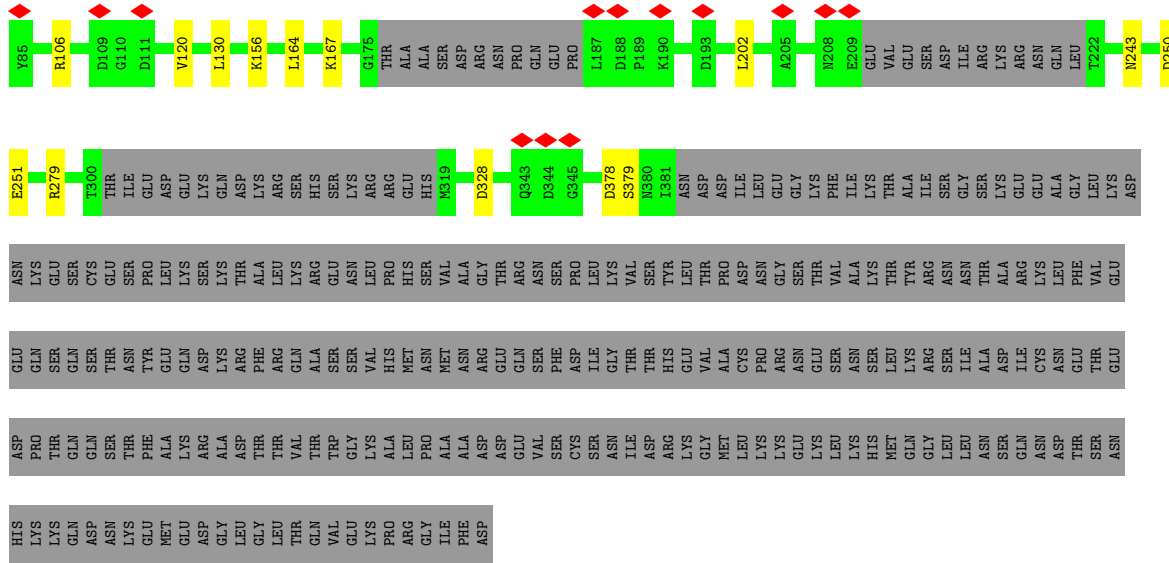 Y85 R106 D109 G110 D111 V120 L130 K156 L164 K167 G175 THR ALA ALA SER ASP ARG ASN PRO GLN GLU PRO L187 D188 P189 K190 D193 L202 A205 N208 E209 GLU VAL GLU SER ASP ILE ARG LYS ARG ASN GLN LEU T222 N243 D250
E251 R279 T300 THR ILE GLU ASP GLU LYS GLN ASP LYS ARG SER HIS SER LYS ARG ARG GLU HIS M319 D328 Q343 D344 G345 D378 S379 N380 I381 ASN ASP ASP ILE LEU GLU GLY LYS PHE ILE LYS THR ALA ILE SER GLY SER LYS GLU GLU ALA GLY LEU LYS ASP
ASN LYS GLU SER CYS GLU SER PRO LEU LYS SER LYS THR ALA LEU LYS ARG GLU ASN LEU PRO HIS SER VAL ALA GLY THR ARG ASN SER PRO LEU LYS VAL SER TYR LEU THR PRO ASP ASN GLY SER THR VAL ALA LYS THR TYR ARG ASN ASN THR ALA ARG LYS LEU PHE VAL GLU
GLU GLN SER GLN SER THR ASN TYR GLU GLN ASP LYS ARG PHE ARG GLN ALA SER SER VAL HIS MET ASN MET ASN ARG GLU GLN SER PHE ASP ILE GLY THR THR HIS GLU VAL ALA CYS PRO ARG ASN GLU SER ASN SER LEU LYS ARG SER ILE ALA ASP ILE CYS ASN GLU THR GLU
ASP PRO THR GLN GLN SER THR PHE ALA LYS ARG ALA ASP THR THR VAL THR TRP GLY LYS ALA LEU PRO ALA ALA ASP ASP GLU VAL SER CYS SER ASN ILE ASP ARG LYS GLY MET LEU LYS LYS GLU LYS LEU LYS HIS MET GLN GLY LEU LEU ASN SER GLN ASN ASP THR SER ASN
HIS LYS LYS GLN ASP ASN LYS GLU MET GLU ASP GLY LEU GLY LEU THR GLN VAL GLU LYS PRO ARG GLY ILE PHE ASP